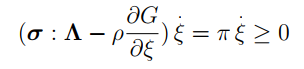 (σ : Λ − ρ ∂G/∂ξ) ξ̇ = π ξ̇ ≥ 0